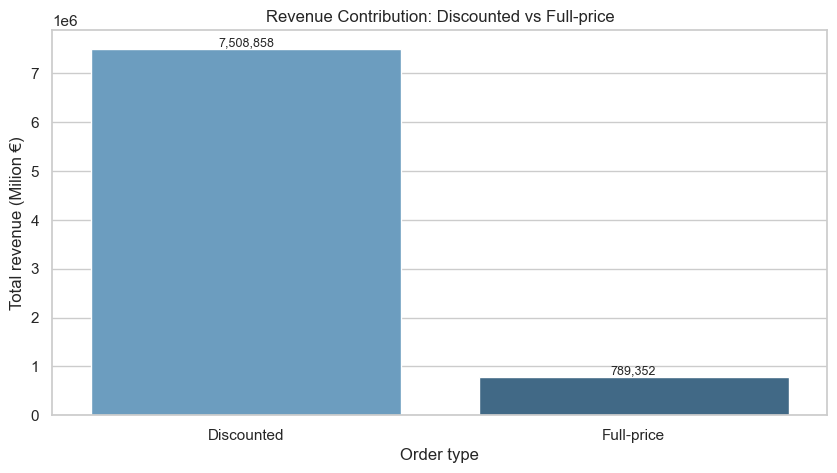 Revenue Contribution: Discounted vs Full-price
1e6
7,508,858
7
6
5
4
3
2
1
0
Total revenue (Milion €)
789,352
Discounted
Full-price
Order type